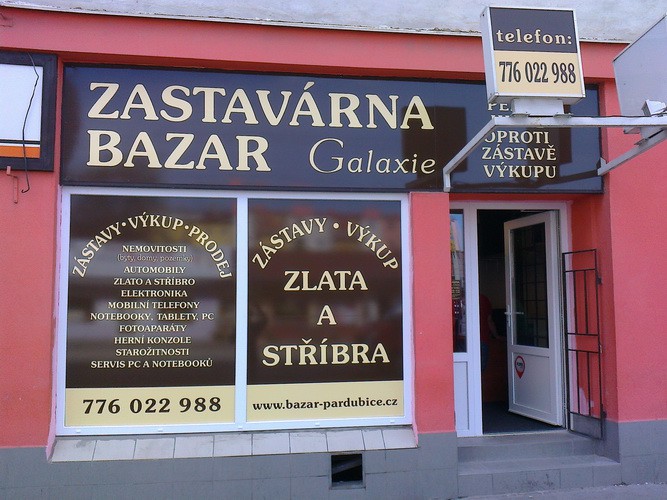 telefon:
776 022 988
ZASTAVÁRNA
BAZAR Galaxie
OPROTI
ZÁSTAVĚ
VÝKUPU
ZÁSTAVY·VÝKUP·PRODEJ
NEMOVITOSTI
(byty, domy, pozemky)
AUTOMOBILY
ZLATO A STŘÍBRO
ELEKTRONIKA
MOBILNÍ TELEFONY
NOTEBOOKY, TABLETY, PC
FOTOAPARÁTY
HERNÍ KONZOLE
STAROŽITNOSTI
SERVIS PC A NOTEBOOKŮ
776 022 988
ZÁSTAVY · VÝKUP
ZLATA
A
STŘÍBRA
www.bazar-pardubice.cz